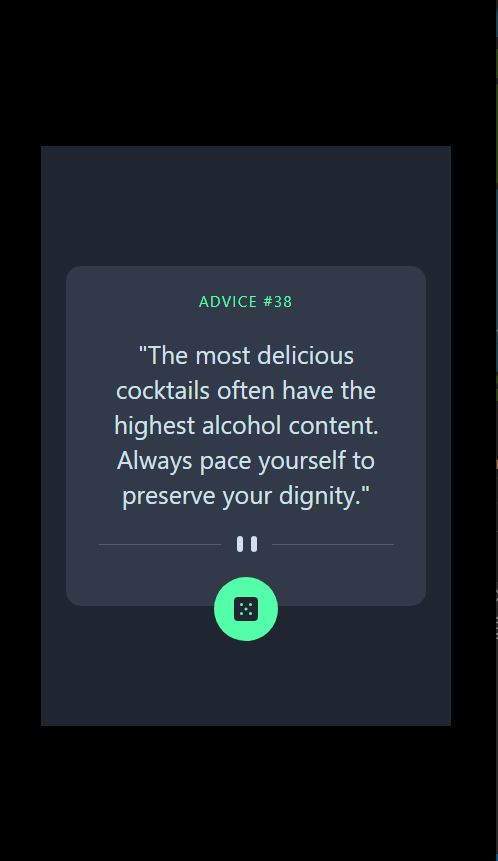 ADVICE #38
"The most delicious
cocktails often have the
highest alcohol content.
Always pace yourself to
preserve your dignity."